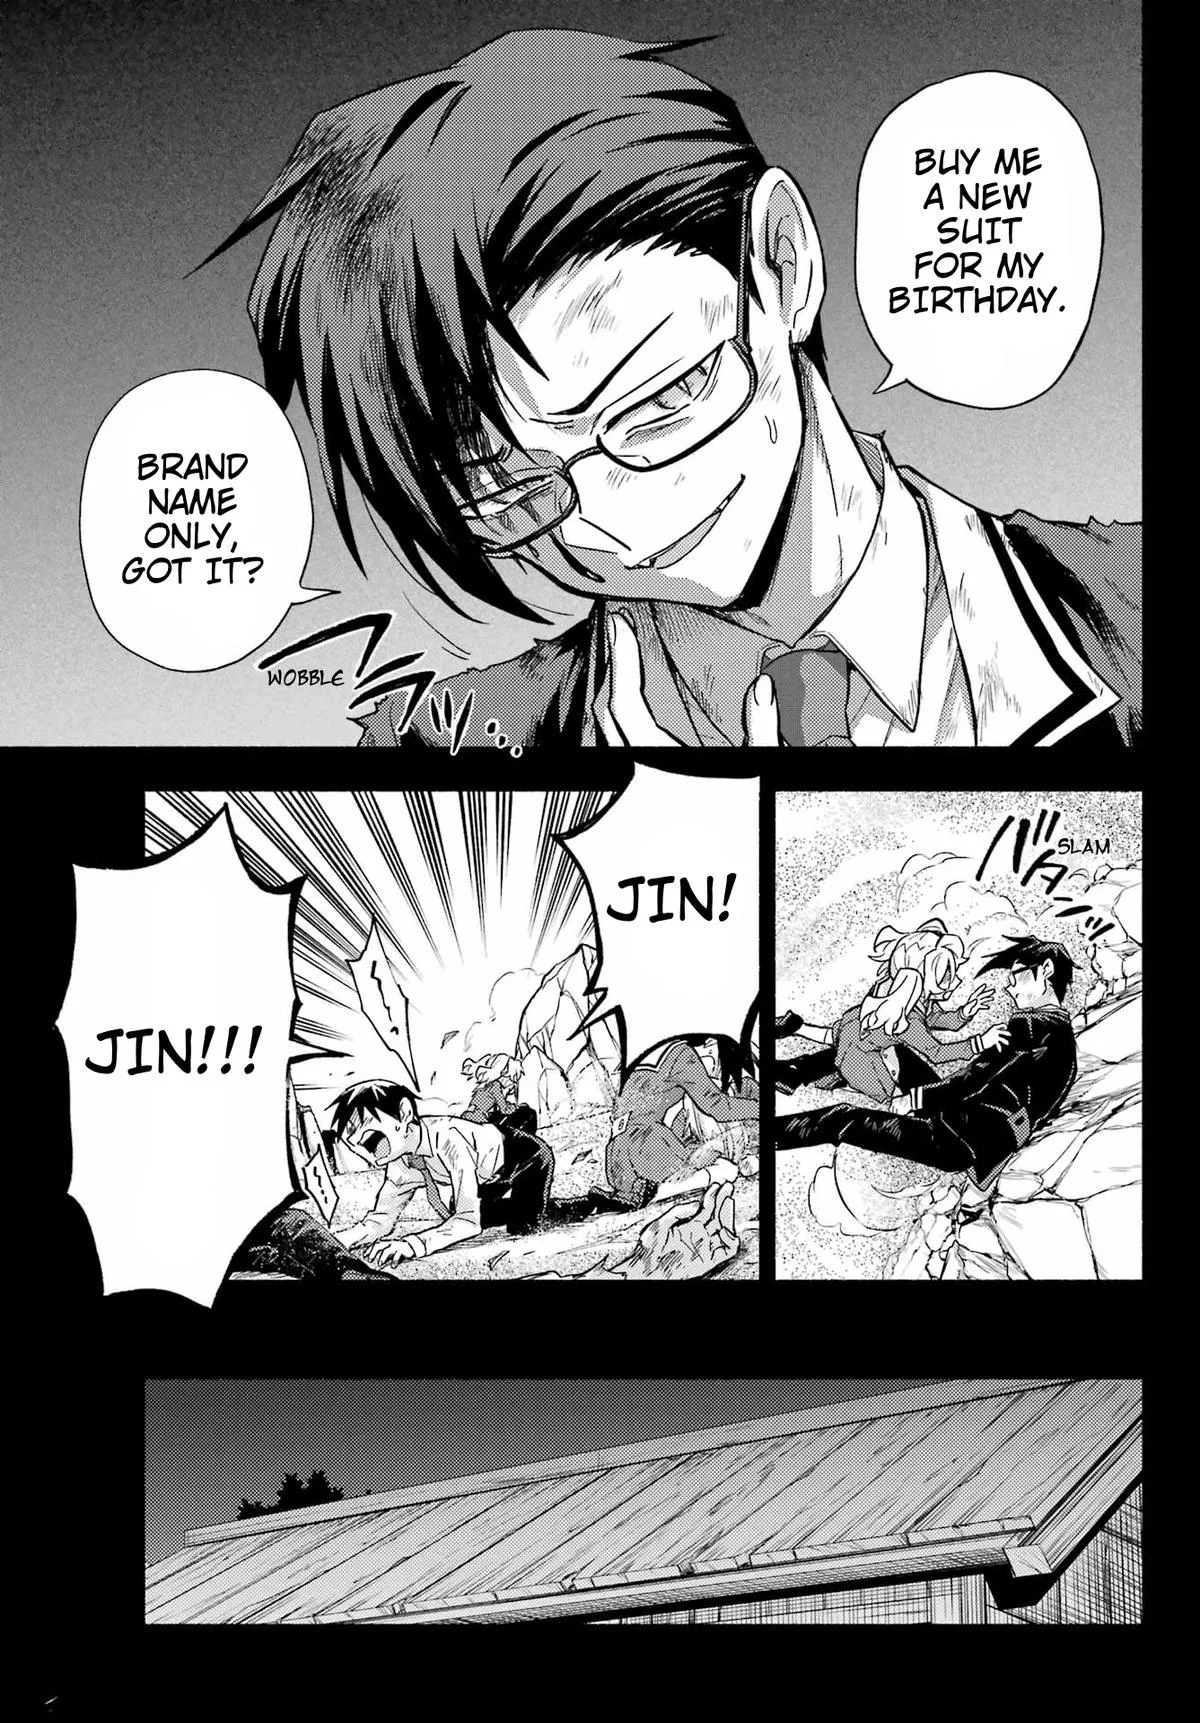 BUY ME
A NEW
SUIT
FOR MY
BIRTHDAY.
BRAND
NAME
ONLY,
GOT IT?
WOBBLE
SLAM
JIN!
JIN!!!